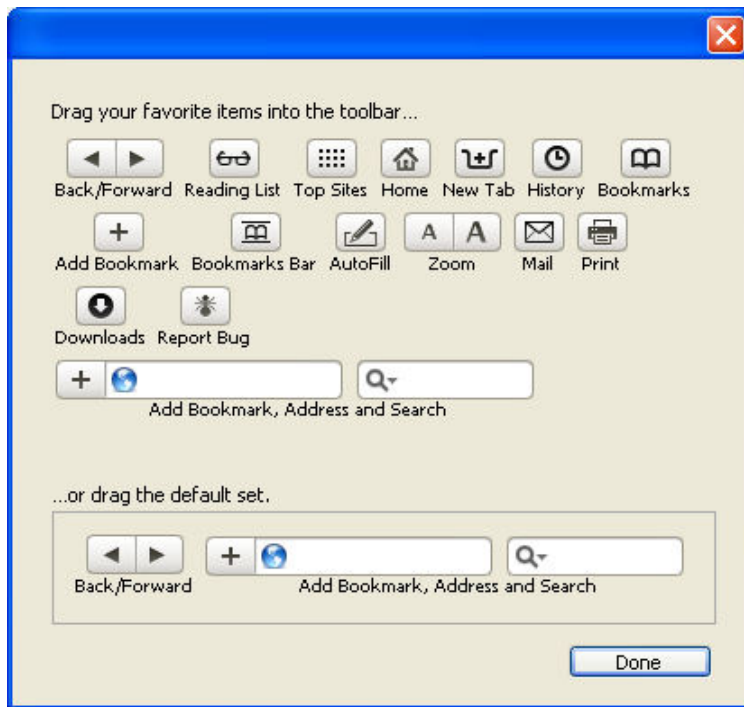 Drag your favorite items into the toolbar...
Back/Forward Reading List Top Sites Home New Tab History Bookmarks
A A
Add Bookmark Bookmarks Bar AutoFill Zoom Mail Print
Downloads Report Bug
Add Bookmark, Address and Search
...or drag the default set.
Back/Forward Add Bookmark, Address and Search
Done